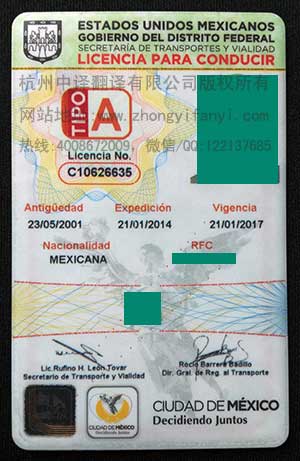 ESTADOS UNIDOS MEXICANOS
GOBIERNO DEL DISTRITO FEDERAL
SECRETARÍA DE TRANSPORTES Y VIALIDAD
LICENCIA PARA CONDUCIR
杭州中译翻译有限公司版权所有
TIPO
A
网站地址:www.zhongyifanyi.com
热线:4008672009, 微信/QQ:122137685
Licencia No.
C10626635
Antigüedad Expedición Vigencia
23/05/2001 21/01/2014 21/01/2017
Nacionalidad RFC
MEXICANA
Lic.Rufino H. León Tovar Rocio Barrera Badillo
Secretario de Transporte y Vialidad Dir. Gral. de Reg. al Transporte
CIUDAD DE MÉXICO
Decidiendo Juntos
CIUDAD DE MÉXICO
Decidiendo Juntos